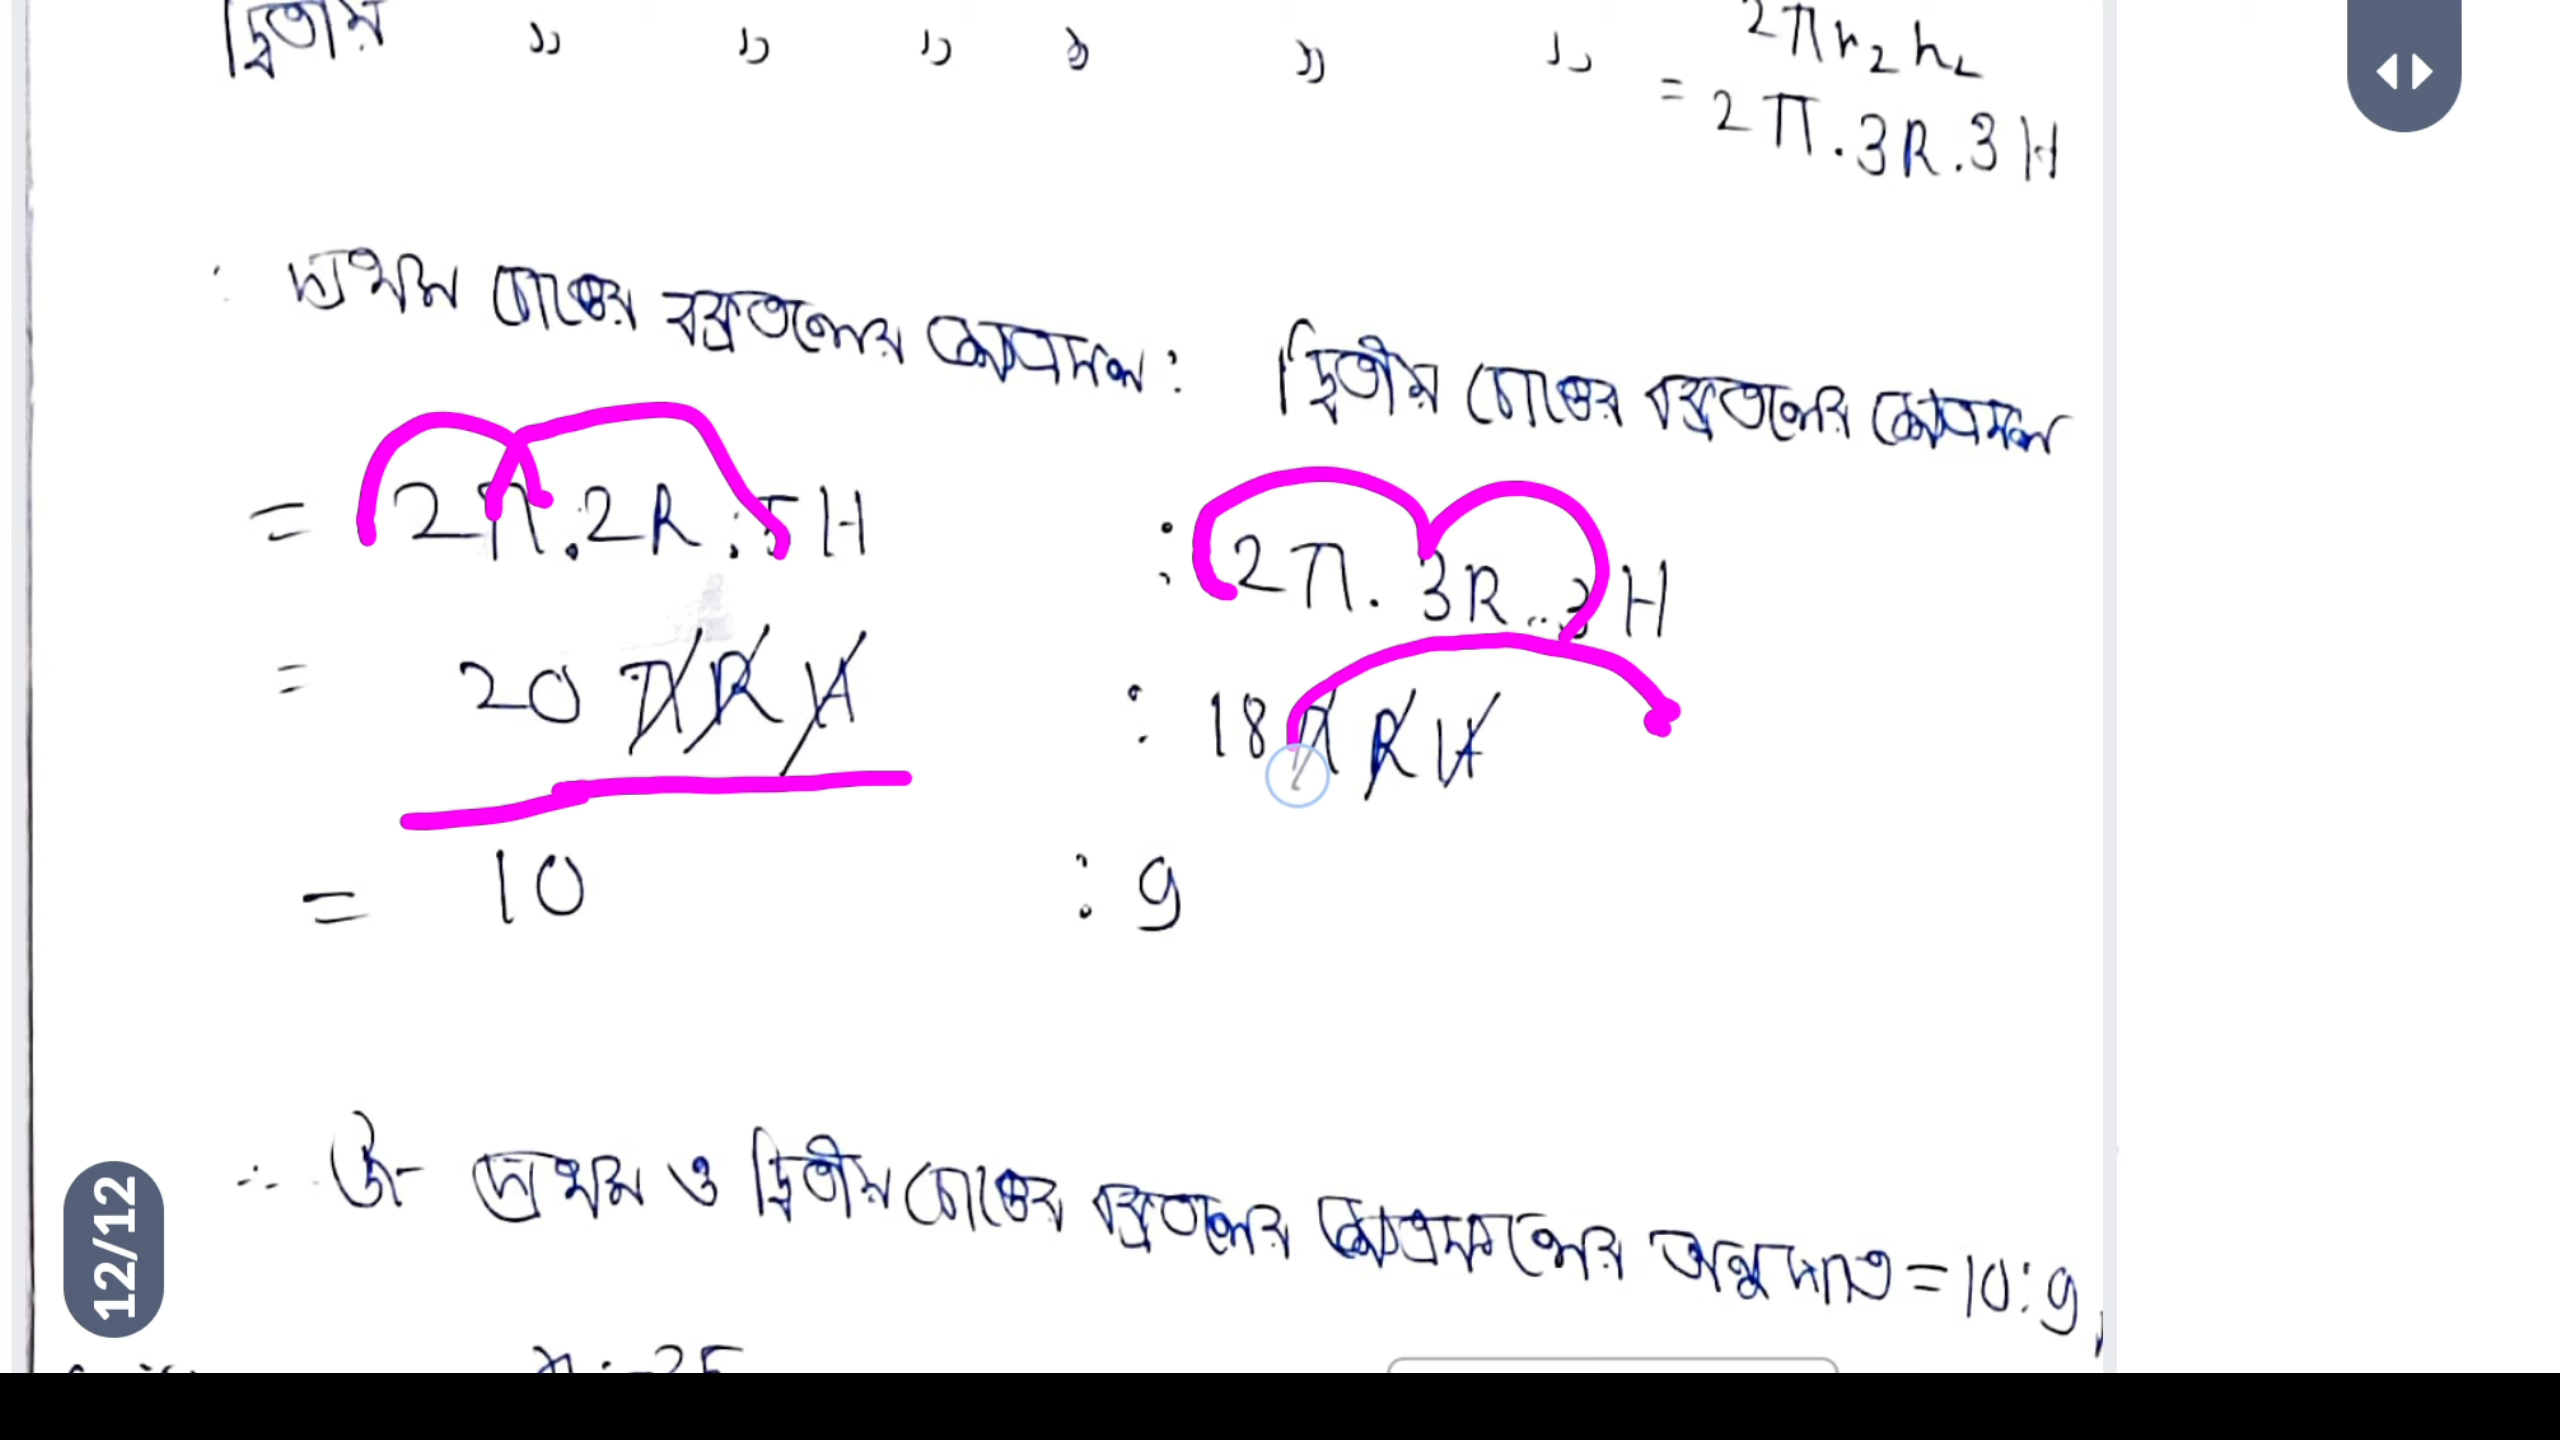 দ্বিতীয় " " " " " " 2πr₂h₂
= 2π.3R.3H
∴ প্রথম চোঙের বক্রতলের ক্ষেত্রফল : দ্বিতীয় চোঙের বক্রতলের ক্ষেত্রফল
= 2π.2R.5H : 2π.3R.3H
= 20πRH : 18πRH
= 10 : 9
∴ উঃ- প্রথম ও দ্বিতীয় চোঙের বক্রতলের ক্ষেত্রফলের অনুপাত = 10:9,
12/12